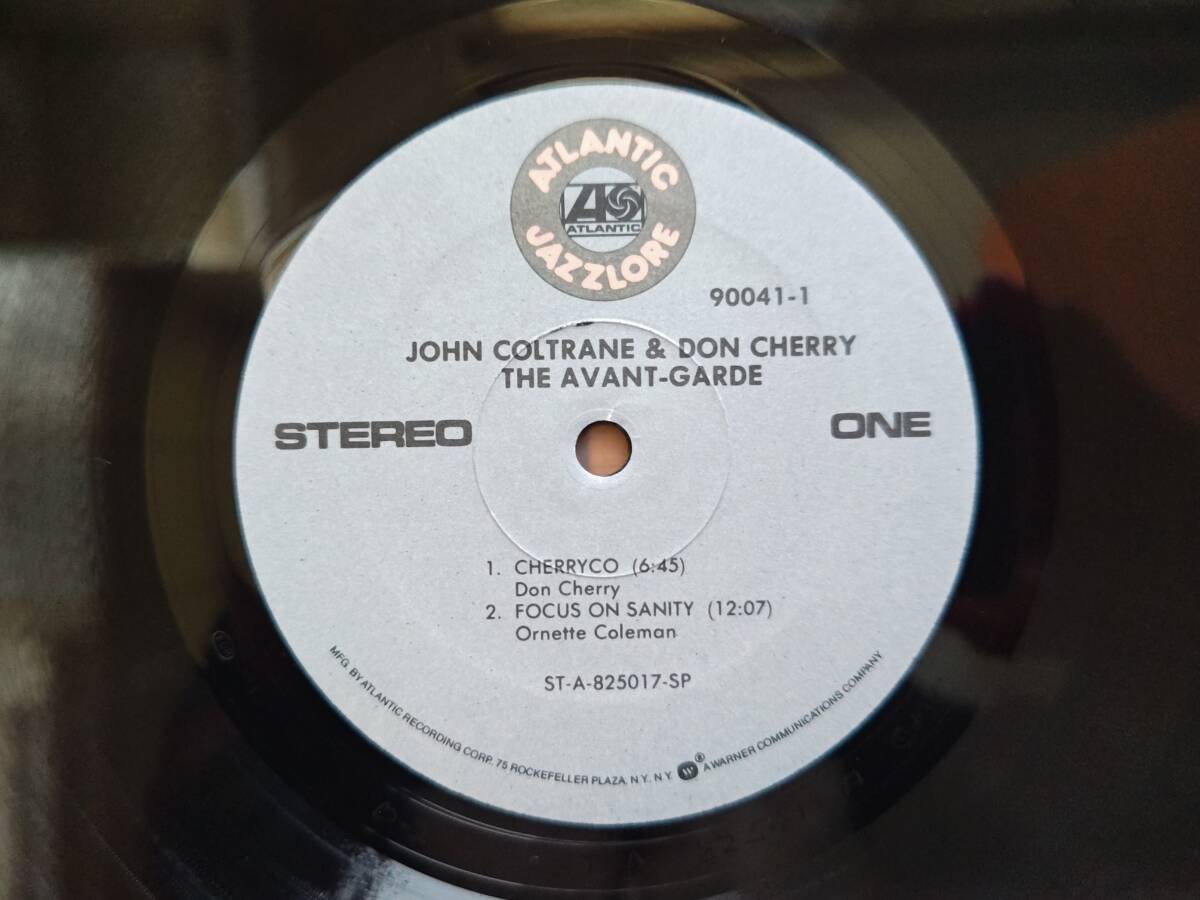 ATLANTIC
ATLANTIC
JAZZLORE
90041-1
JOHN COLTRANE & DON CHERRY
THE AVANT-GARDE
STEREO
ONE
1. CHERRYCO (6:45)
Don Cherry
2. FOCUS ON SANITY (12:07)
Ornette Coleman
ST-A-825017-SP
MFG. BY ATLANTIC RECORDING CORP. 75 ROCKEFELLER PLAZA, N.Y. N.Y. ® A WARNER COMMUNICATIONS COMPANY